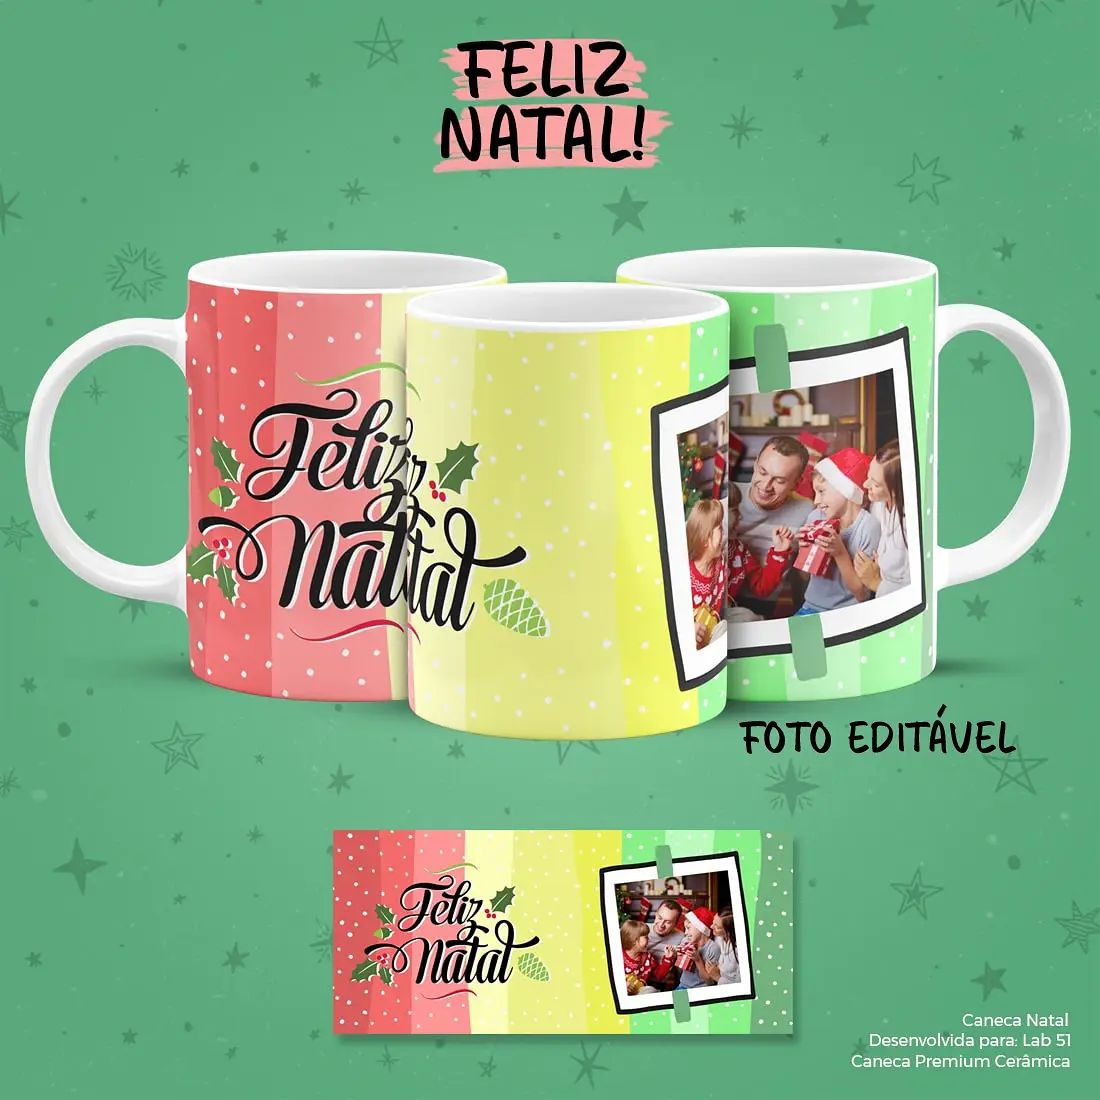 FELIZ
NATAL!
Feliz
Natal
FOTO EDITÁVEL
Feliz
Natal
Caneca Natal
Desenvolvida para: Lab 51
Caneca Premium Cerâmica